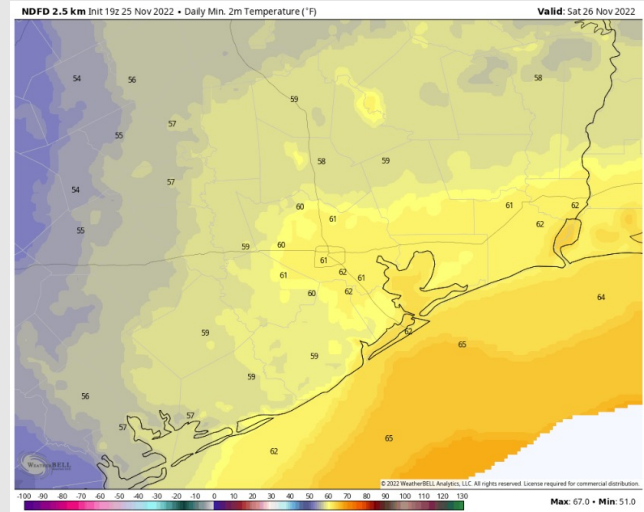 NDFD 2.5 km Init 19z 25 Nov 2022 • Daily Min. 2m Temperature (°F) Valid: Sat 26 Nov 2022
54 56 58
59
57
55
58 59
57
54
60 61 62
61 62
55
59 60
61
61 62 61
60 62 64
62
59 65
59
59
56
57 57
65
62
WeatherBELL
© 2022 WeatherBELL Analytics, LLC. All rights reserved. License required for commercial distribution.
-100 -90 -80 -70 -60 -50 -40 -30 -20 -10 0 10 20 30 40 50 60 70 80 90 100 110 120 130
Max: 67.0 • Min: 51.0